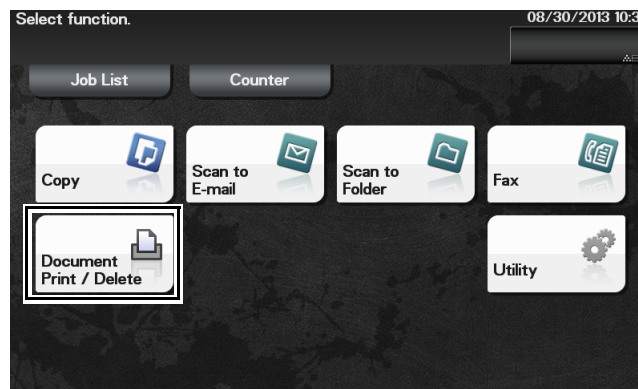 Select function.
08/30/2013 10:3
Job List
Counter
Copy
Scan to
E-mail
Scan to
Folder
Fax
Document
Print / Delete
Utility